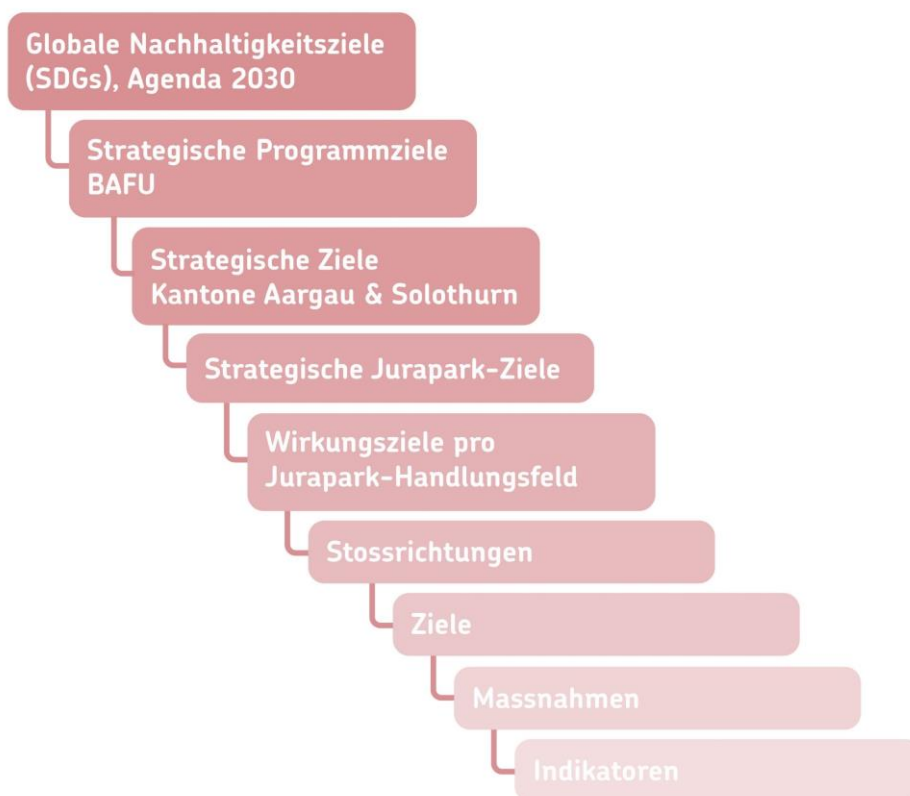 Globale Nachhaltigkeitsziele
(SDGs), Agenda 2030
Strategische Programmziele
BAFU
Strategische Ziele
Kantone Aargau & Solothurn
Strategische Jurapark-Ziele
Wirkungsziele pro
Jurapark-Handlungsfeld
Stossrichtungen
Ziele
Massnahmen
Indikatoren